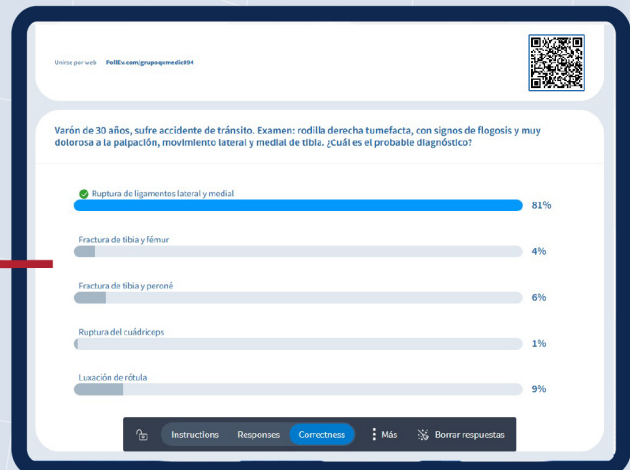 Unirse por web PollEv.com/grupoqxmedic894
Varón de 30 años, sufre accidente de tránsito. Examen: rodilla derecha tumefacta, con signos de flogosis y muy
dolorosa a la palpación, movimiento lateral y medial de tibia. ¿Cuál es el probable diagnóstico?
Ruptura de ligamentos lateral y medial
81%
Fractura de tibia y fémur
4%
Fractura de tibia y peroné
6%
Ruptura del cuádriceps
1%
Luxación de rótula
9%
Instructions Responses Correctness Más Borrar respuestas